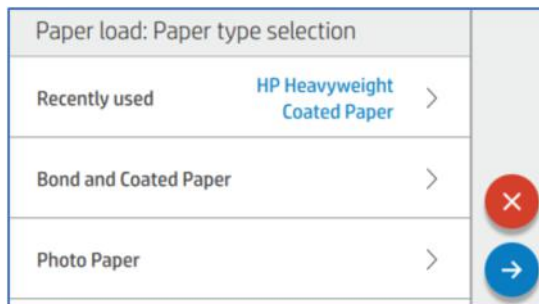 Paper load: Paper type selection
Recently used
HP Heavyweight
Coated Paper
Bond and Coated Paper
Photo Paper